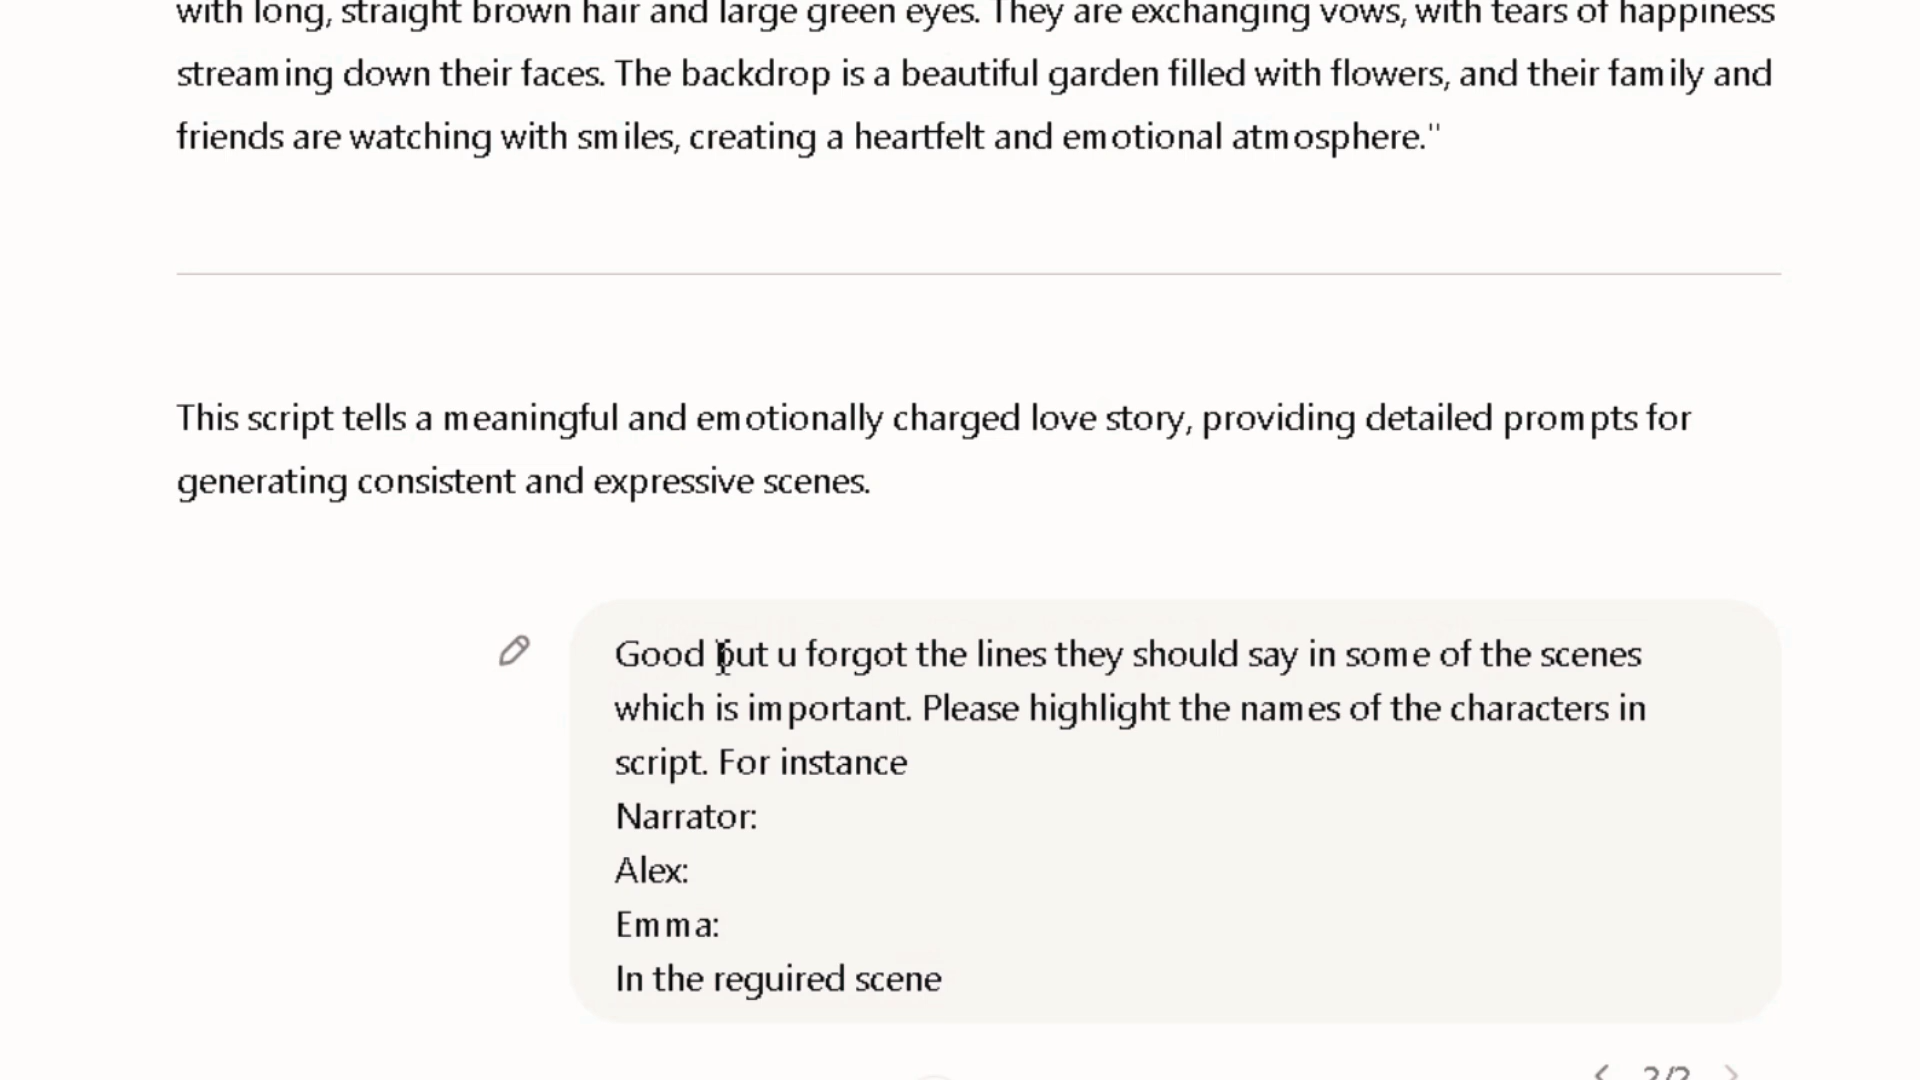 with long, straight brown hair and large green eyes. They are exchanging vows, with tears of happiness
streaming down their faces. The backdrop is a beautiful garden filled with flowers, and their family and
friends are watching with smiles, creating a heartfelt and emotional atmosphere."
This script tells a meaningful and emotionally charged love story, providing detailed prompts for
generating consistent and expressive scenes.
Good but u forgot the lines they should say in some of the scenes
which is important. Please highlight the names of the characters in
script. For instance
Narrator:
Alex:
Emma:
In the reguired scene
< 2/2 >